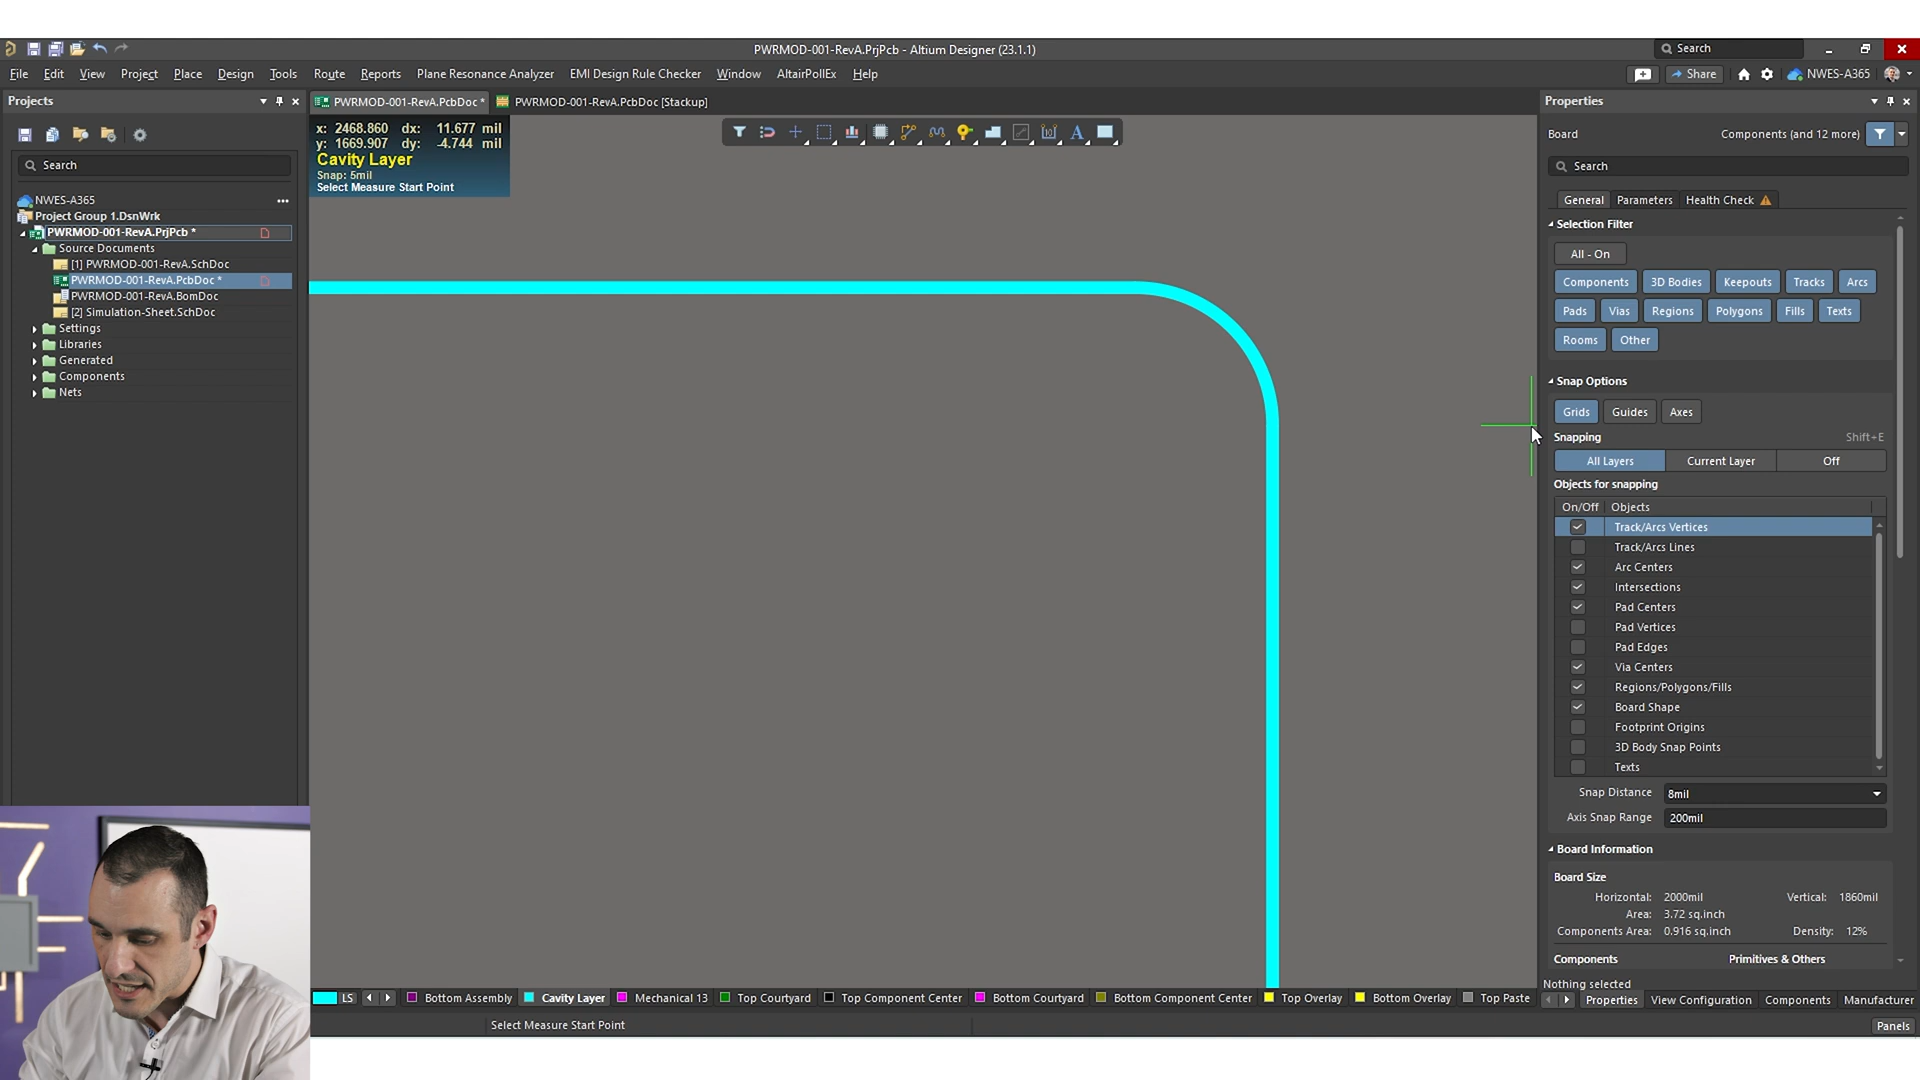 PWRMOD-001-RevA.PrjPcb - Altium Designer (23.1.1)
Search
File Edit View Project Place Design Tools Route Reports Plane Resonance Analyzer EMI Design Rule Checker Window AltairPollEx Help
Share
NWES-A365
Projects
PWRMOD-001-RevA.PcbDoc *
PWRMOD-001-RevA.PcbDoc [Stackup]
Search
NWES-A365
Project Group 1.DsnWrk
PWRMOD-001-RevA.PrjPcb *
Source Documents
[1] PWRMOD-001-RevA.SchDoc
PWRMOD-001-RevA.PcbDoc *
PWRMOD-001-RevA.BomDoc
[2] Simulation-Sheet.SchDoc
Settings
Libraries
Generated
Components
Nets
x: 2468.860 dx: 11.677 mil
y: 1669.907 dy: -4.744 mil
Cavity Layer
Snap: 5mil
Select Measure Start Point
Properties
Board
Components (and 12 more)
Search
General Parameters Health Check
Selection Filter
All - On
Components 3D Bodies Keepouts Tracks Arcs
Pads Vias Regions Polygons Fills Texts
Rooms Other
Snap Options
Grids Guides Axes
Snapping Shift+E
All Layers Current Layer Off
Objects for snapping
On/Off Objects
Track/Arcs Vertices
Track/Arcs Lines
Arc Centers
Intersections
Pad Centers
Pad Vertices
Pad Edges
Via Centers
Regions/Polygons/Fills
Board Shape
Footprint Origins
3D Body Snap Points
Texts
Snap Distance 8mil
Axis Snap Range 200mil
Board Information
Board Size
Horizontal: 2000mil Vertical: 1860mil
Area: 3.72 sq.inch
Components Area: 0.916 sq.inch Density: 12%
Components Primitives & Others
Nothing selected
LS Bottom Assembly Cavity Layer Mechanical 13 Top Courtyard Top Component Center Bottom Courtyard Bottom Component Center Top Overlay Bottom Overlay Top Paste
Properties View Configuration Components Manufacturer
Select Measure Start Point
Panels